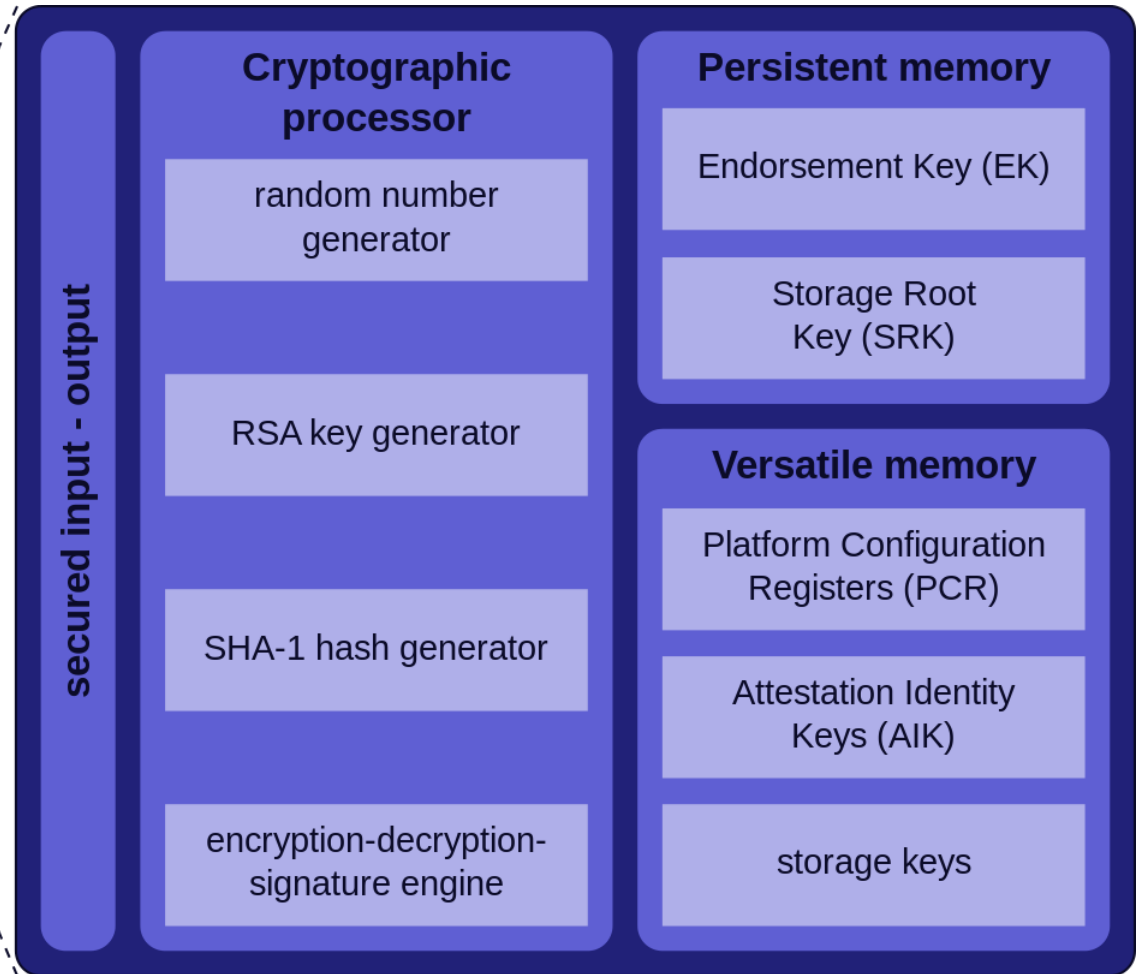 secured input - output
Cryptographic
processor
random number
generator
RSA key generator
SHA-1 hash generator
encryption-decryption-
signature engine
Persistent memory
Endorsement Key (EK)
Storage Root
Key (SRK)
Versatile memory
Platform Configuration
Registers (PCR)
Attestation Identity
Keys (AIK)
storage keys